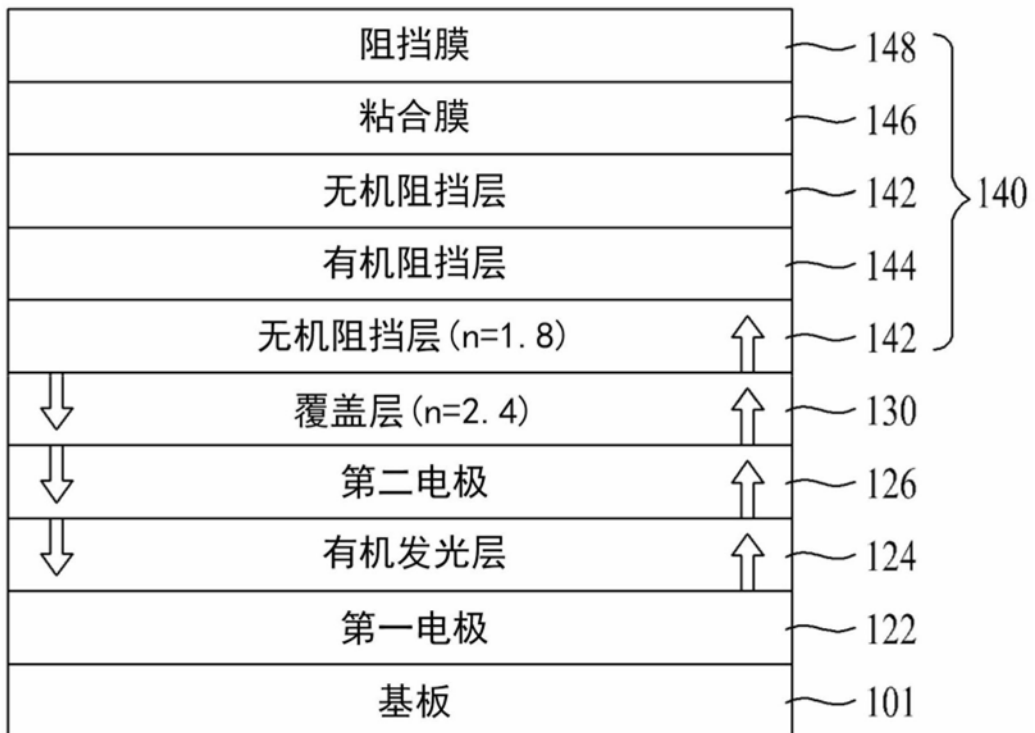 阻挡膜 148
粘合膜 146
无机阻挡层 142
140
有机阻挡层 144
无机阻挡层(n=1.8) 142
覆盖层(n=2.4) 130
第二电极 126
有机发光层 124
第一电极 122
基板 101